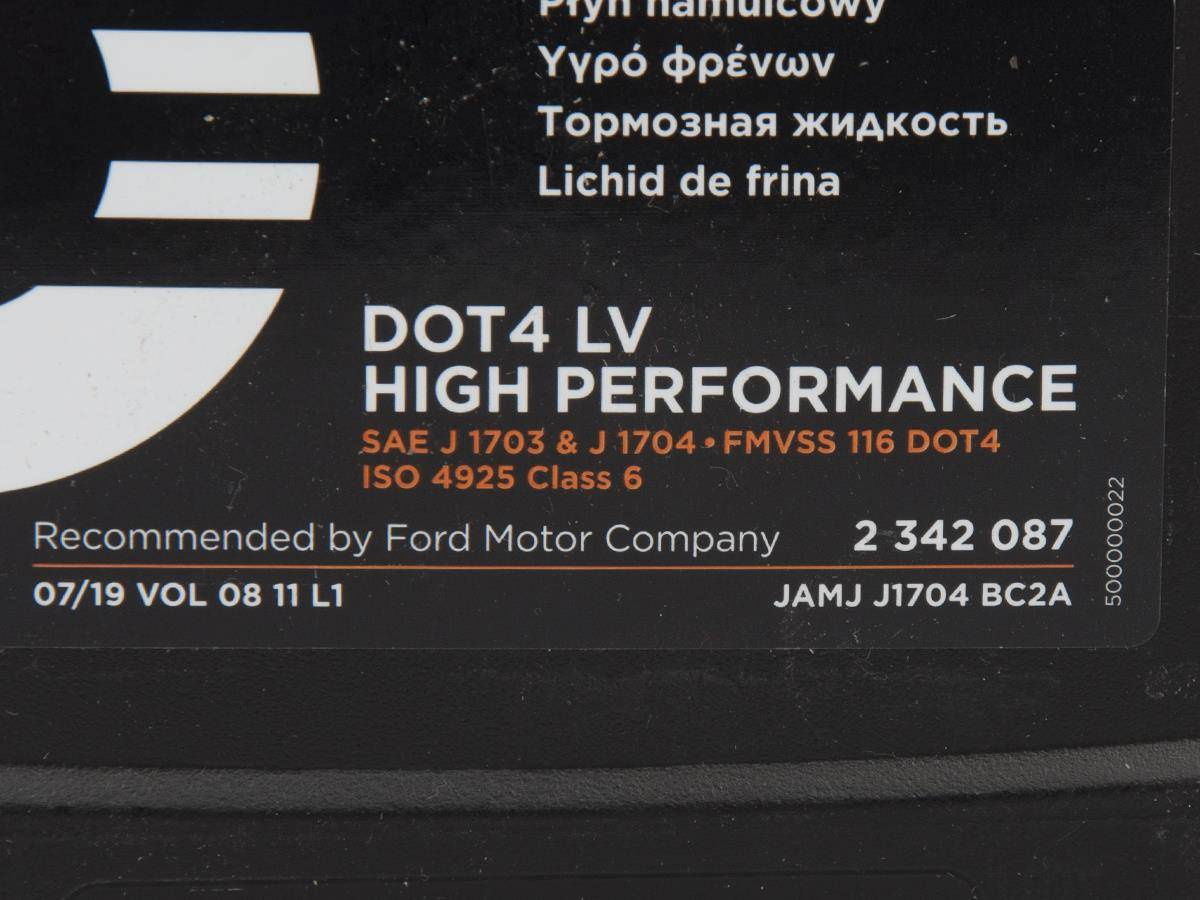 Płyn hamulcowy
Υγρό φρένων
Тормозная жидкость
Lichid de frina
DOT4 LV
HIGH PERFORMANCE
SAE J 1703 & J 1704 • FMVSS 116 DOT4
ISO 4925 Class 6
Recommended by Ford Motor Company 2 342 087
07/19 VOL 08 11 L1 JAMJ J1704 BC2A
500000022